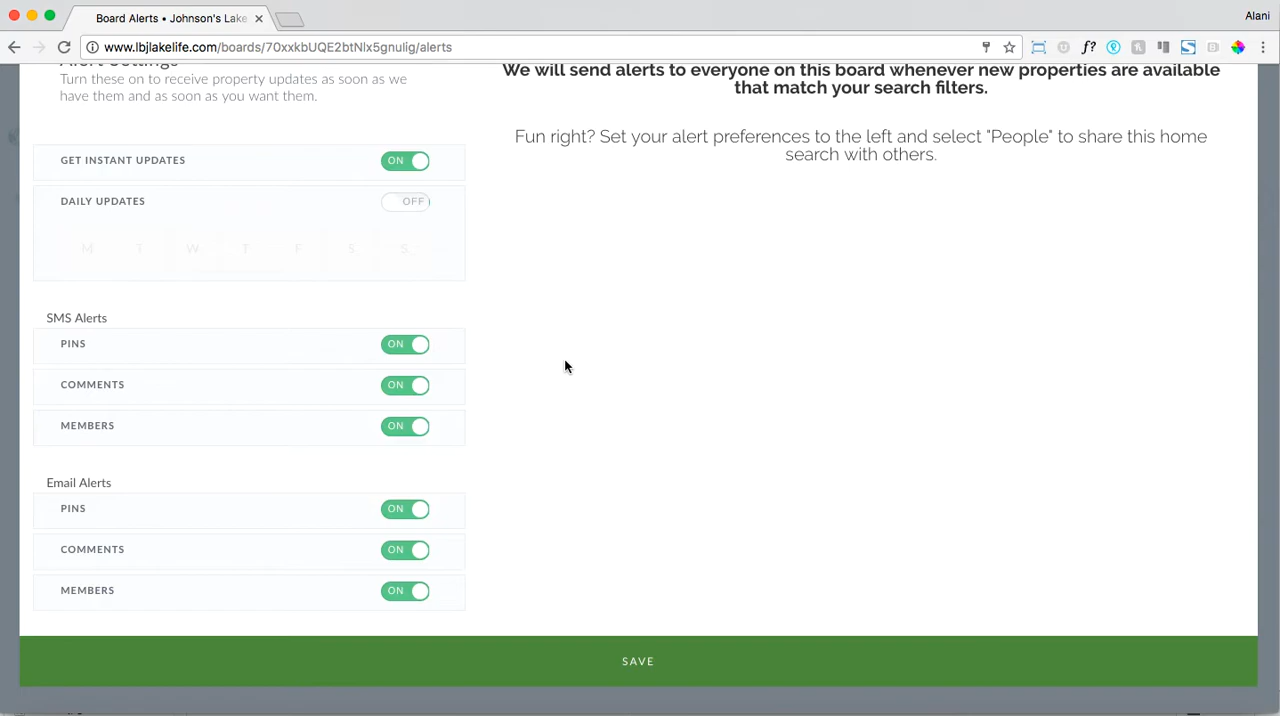 Board Alerts • Johnson's Lake
Alani
www.lbjlakelife.com/boards/70xxkbUQE2btNlx5gnulig/alerts
Alert Settings
Turn these on to receive property updates as soon as we
have them and as soon as you want them.
We will send alerts to everyone on this board whenever new properties are available
that match your search filters.
Fun right? Set your alert preferences to the left and select "People" to share this home
search with others.
GET INSTANT UPDATES ON
DAILY UPDATES OFF
M T W T F S S
SMS Alerts
PINS ON
COMMENTS ON
MEMBERS ON
Email Alerts
PINS ON
COMMENTS ON
MEMBERS ON
SAVE